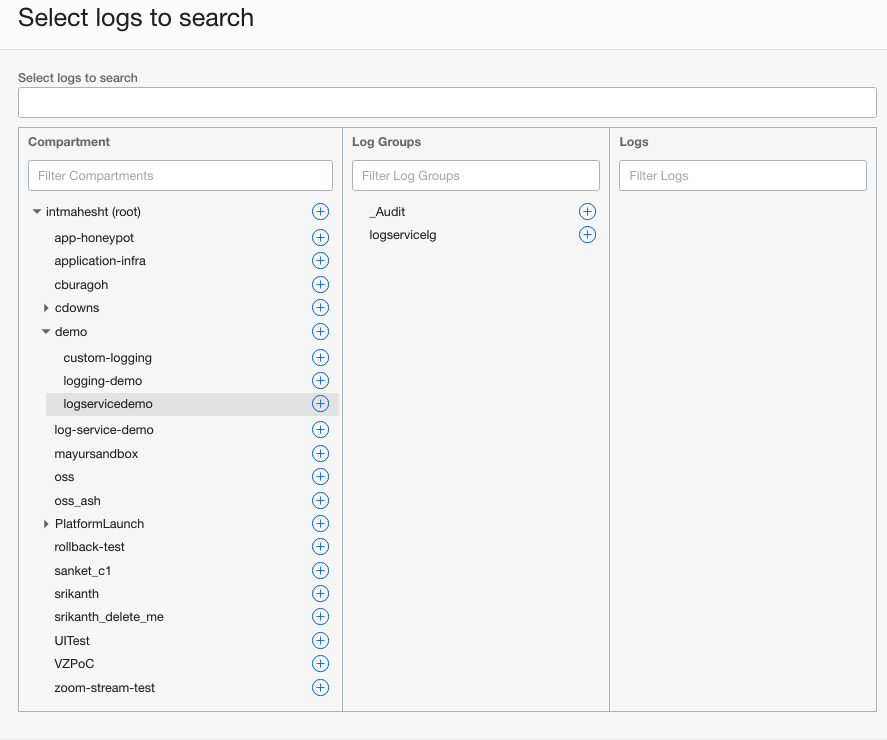 Select logs to search
Select logs to search
Compartment
Filter Compartments
intmahesht (root)
app-honeypot
application-infra
cburagoh
cdowns
demo
custom-logging
logging-demo
logservicedemo
log-service-demo
mayursandbox
oss
oss_ash
PlatformLaunch
rollback-test
sanket_c1
srikanth
srikanth_delete_me
UITest
VZPoC
zoom-stream-test
Log Groups
Filter Log Groups
_Audit
logservicelg
Logs
Filter Logs